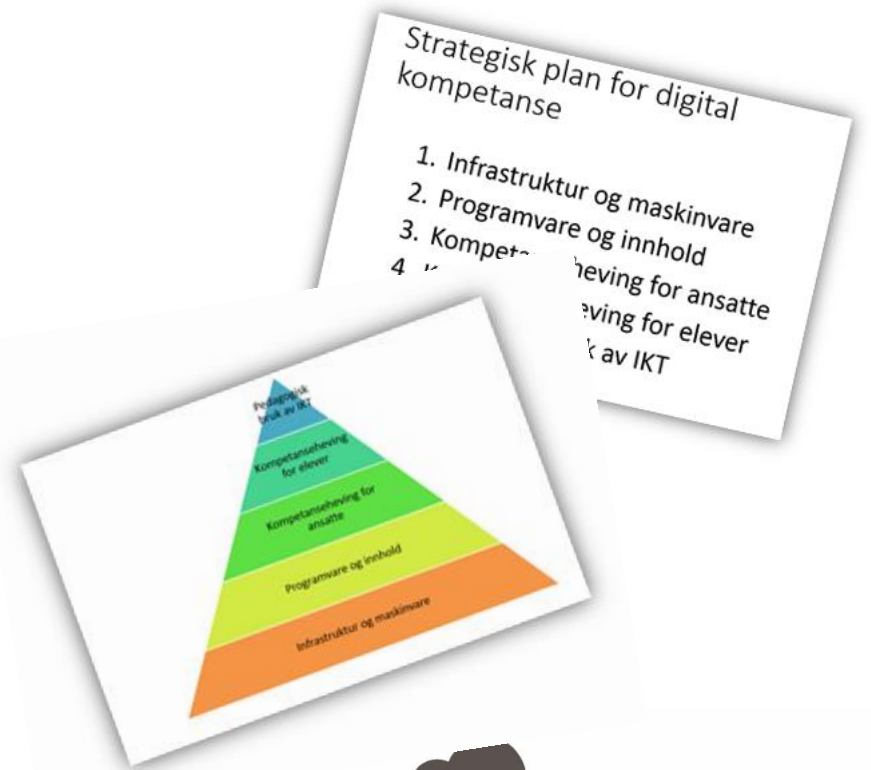 Strategisk plan for digital
kompetanse
1. Infrastruktur og maskinvare
2. Programvare og innhold
3. heving for ansatte
4. eving for elever
k av IKT
Pedagogisk
bruk av IKT
Kompetanseheving
for elever
Kompetanseheving for
ansatte
Programvare og innhold
Infrastruktur og maskinvare